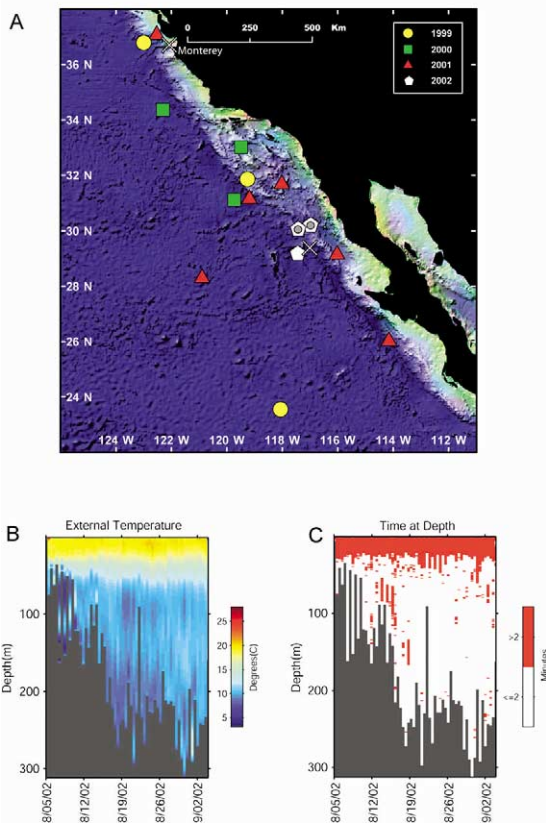 A
0 250 500 Km
Monterey
1999
2000
2001
2002
36 N
34 N
32 N
30 N
28 N
26 N
24 N
124 W 122 W 120 W 118 W 116 W 114 W 112 W
B
External Temperature
Depth(m)
100
200
300
8/05/02
8/12/02
8/19/02
8/26/02
9/02/02
25
20
15
10
5
Degrees(C)
C
Time at Depth
Depth(m)
100
200
300
8/05/02
8/12/02
8/19/02
8/26/02
9/02/02
>2
<=2
Minutes